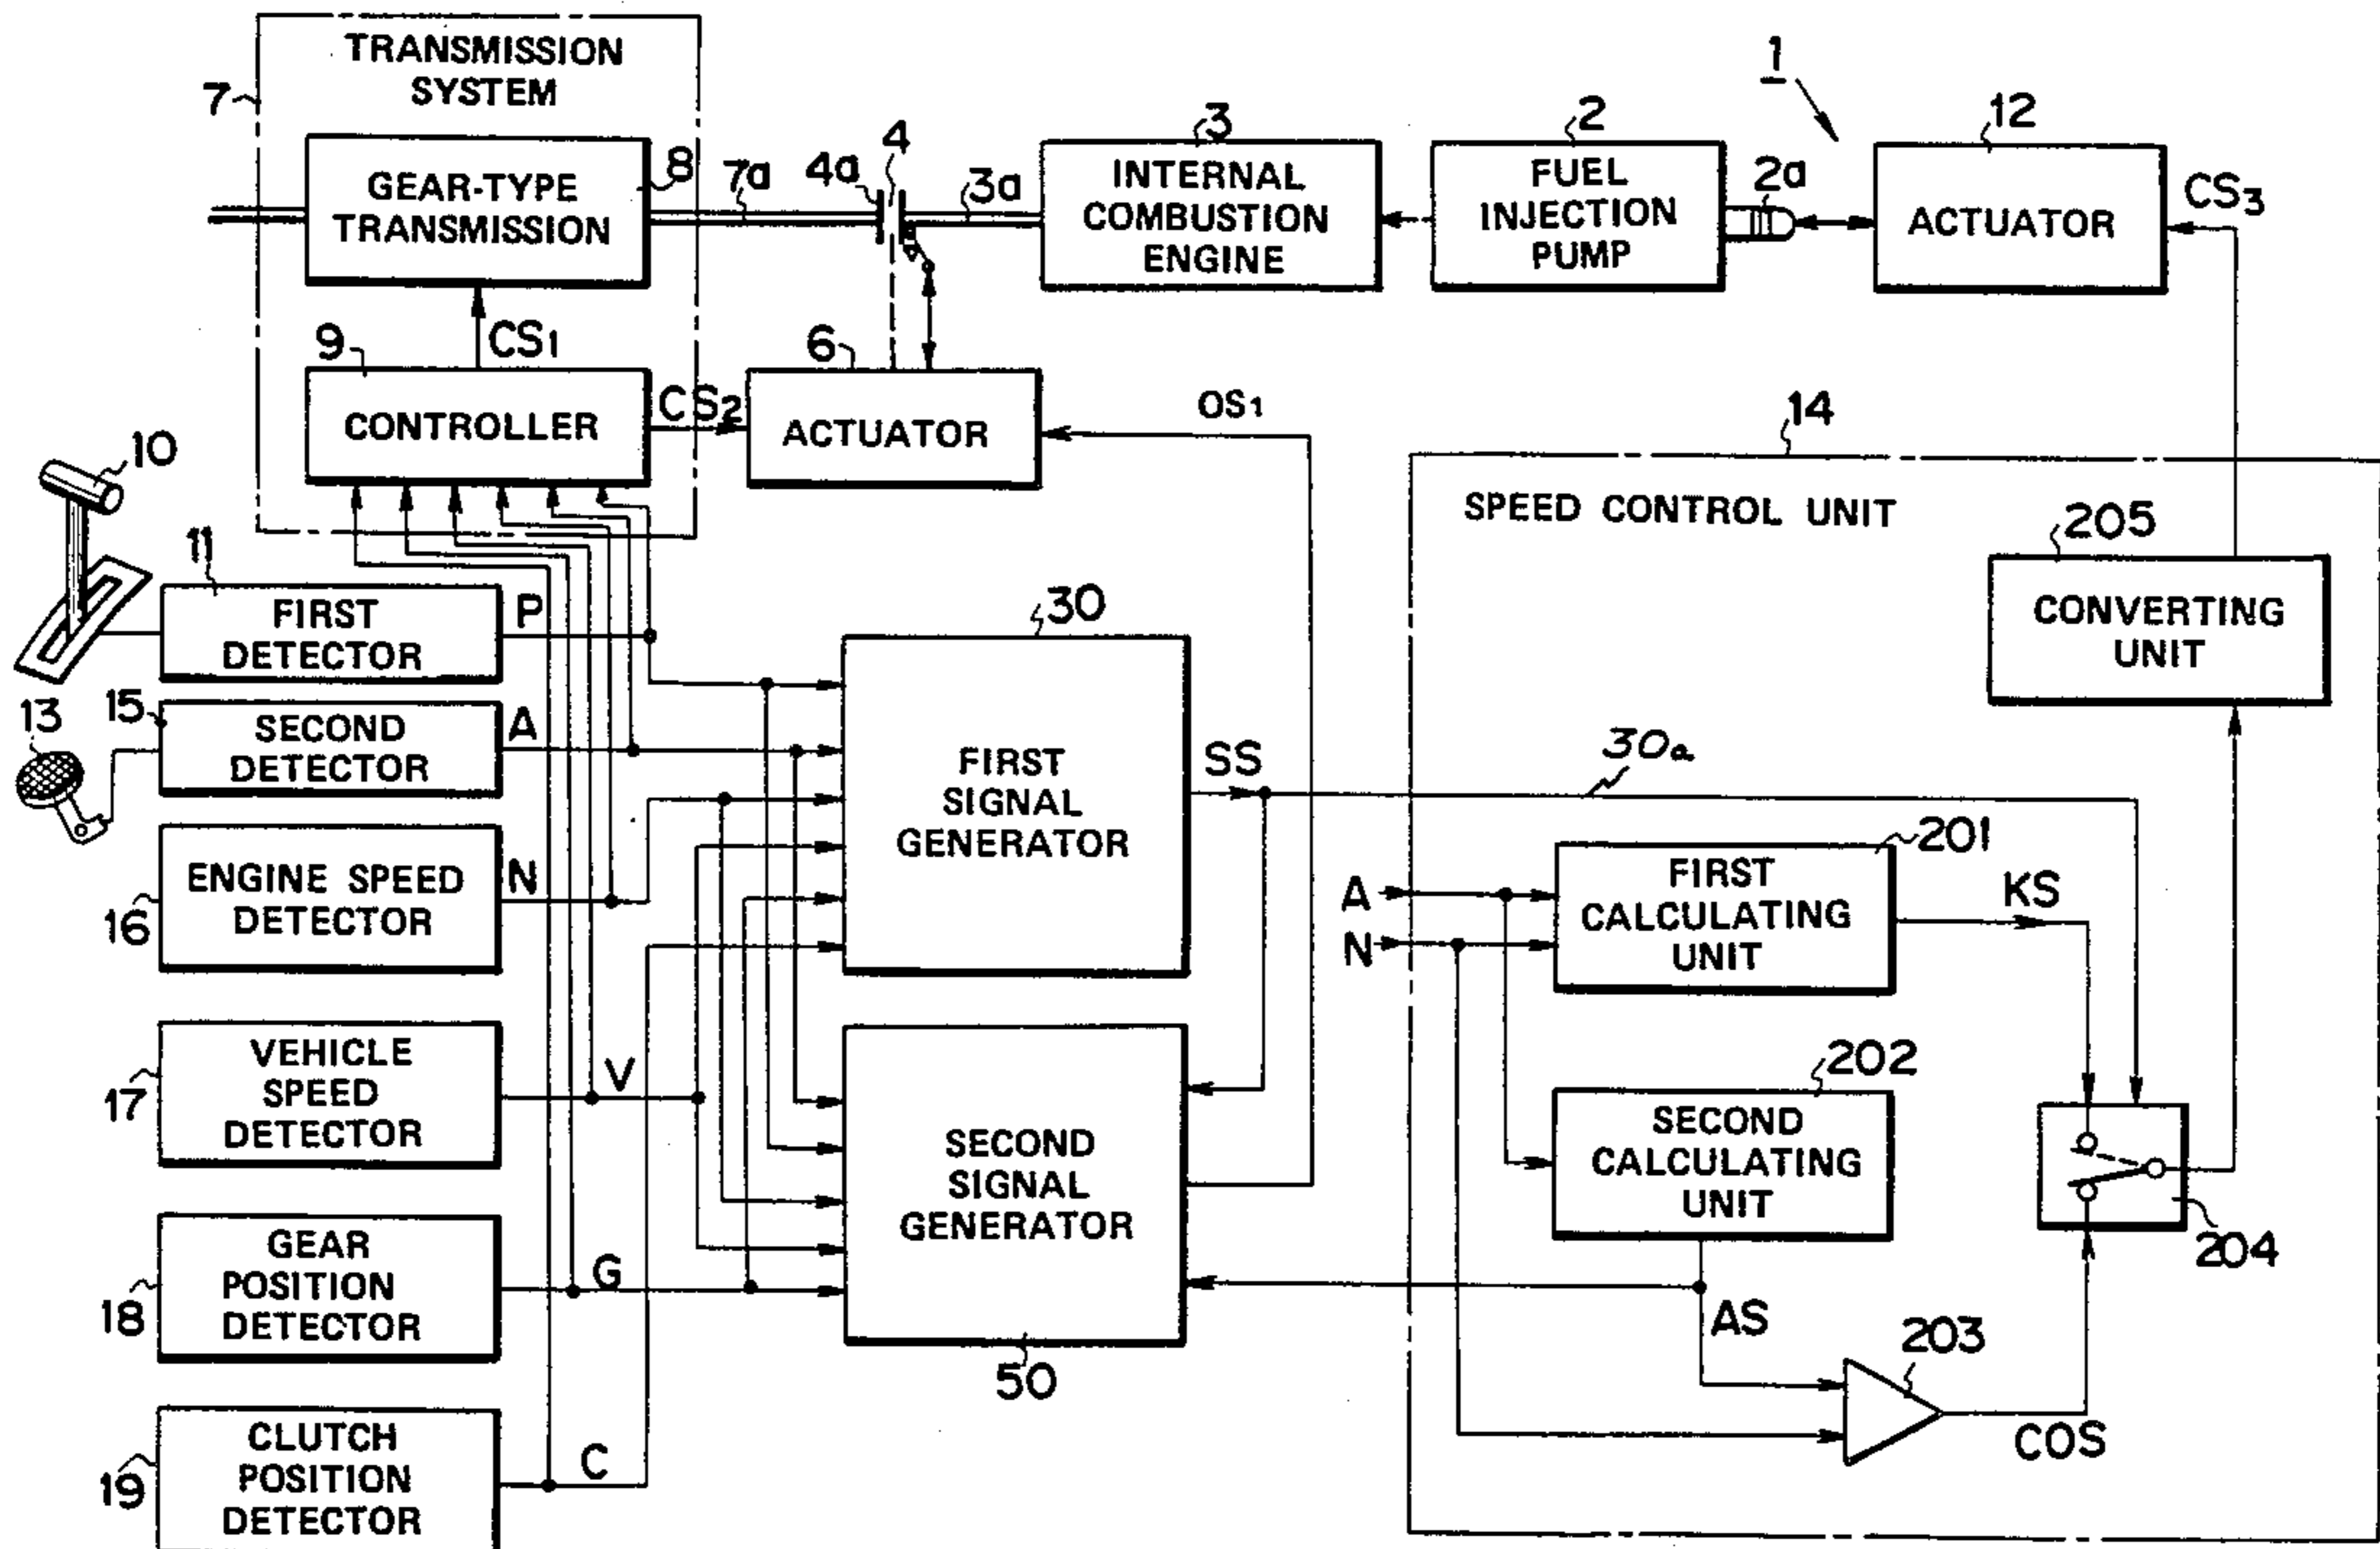 TRANSMISSION
SYSTEM
7
GEAR-TYPE
TRANSMISSION
8
7a
4a
4
3a
3
INTERNAL
COMBUSTION
ENGINE
2
FUEL
INJECTION
PUMP
2a
1
12
ACTUATOR
CS3
9
CS1
CONTROLLER
CS2
6
ACTUATOR
OS1
14
SPEED CONTROL UNIT
205
CONVERTING
UNIT
10
11
FIRST
DETECTOR
P
13
15
SECOND
DETECTOR
A
16
ENGINE SPEED
DETECTOR
N
17
VEHICLE
SPEED
DETECTOR
V
18
GEAR
POSITION
DETECTOR
G
19
CLUTCH
POSITION
DETECTOR
C
30
FIRST
SIGNAL
GENERATOR
SS
30a
SECOND
SIGNAL
GENERATOR
50
A
N
201
FIRST
CALCULATING
UNIT
KS
202
SECOND
CALCULATING
UNIT
204
AS
203
COS